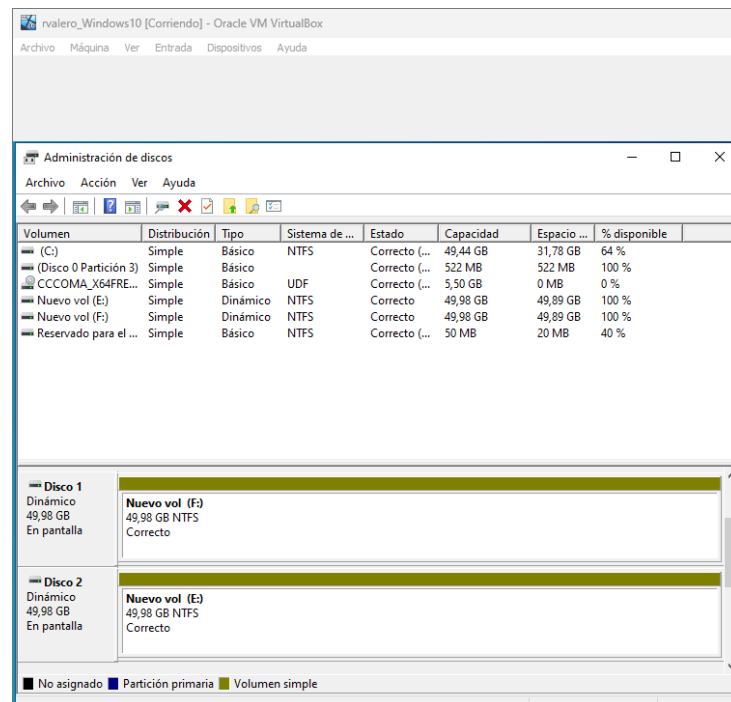 rvalero_Windows10 [Corriendo] - Oracle VM VirtualBox
Archivo Máquina Ver Entrada Dispositivos Ayuda
Administración de discos
Archivo Acción Ver Ayuda
Volumen Distribución Tipo Sistema de ... Estado Capacidad Espacio ... % disponible
(C:) Simple Básico NTFS Correcto (... 49,44 GB 31,78 GB 64 %
(Disco 0 Partición 3) Simple Básico Correcto (... 522 MB 522 MB 100 %
CCCOMA_X64FRE... Simple Básico UDF Correcto (... 5,50 GB 0 MB 0 %
Nuevo vol (E:) Simple Dinámico NTFS Correcto 49,98 GB 49,89 GB 100 %
Nuevo vol (F:) Simple Dinámico NTFS Correcto 49,98 GB 49,89 GB 100 %
Reservado para el ... Simple Básico NTFS Correcto (... 50 MB 20 MB 40 %
Disco 1
Dinámico
49,98 GB
En pantalla
Nuevo vol (F:)
49,98 GB NTFS
Correcto
Disco 2
Dinámico
49,98 GB
En pantalla
Nuevo vol (E:)
49,98 GB NTFS
Correcto
No asignado Partición primaria Volumen simple